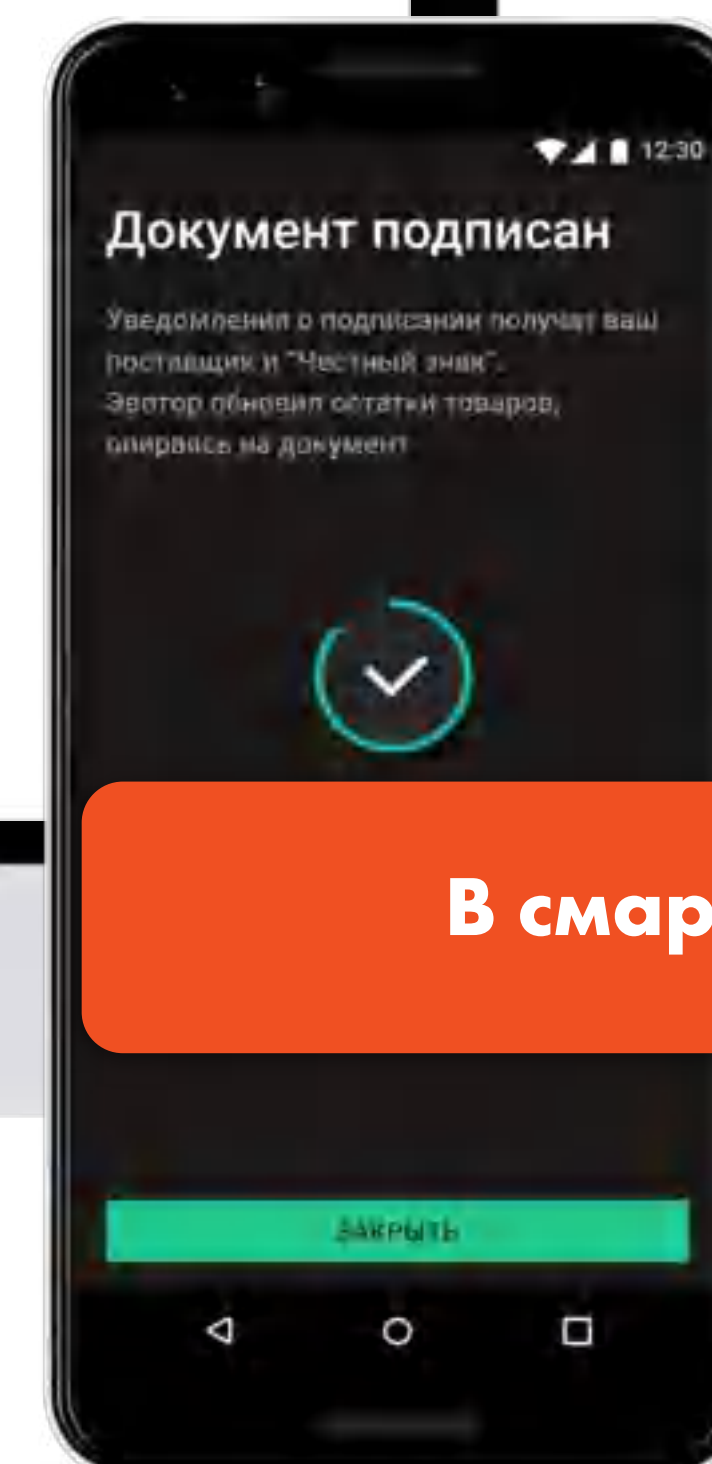 12:30
Документ подписан
Уведомления о подписании получат ваш
поставщик и "Честный знак".
Эвотор обновил остатки товаров,
опираясь на документ
В смар
ЗАКРЫТЬ